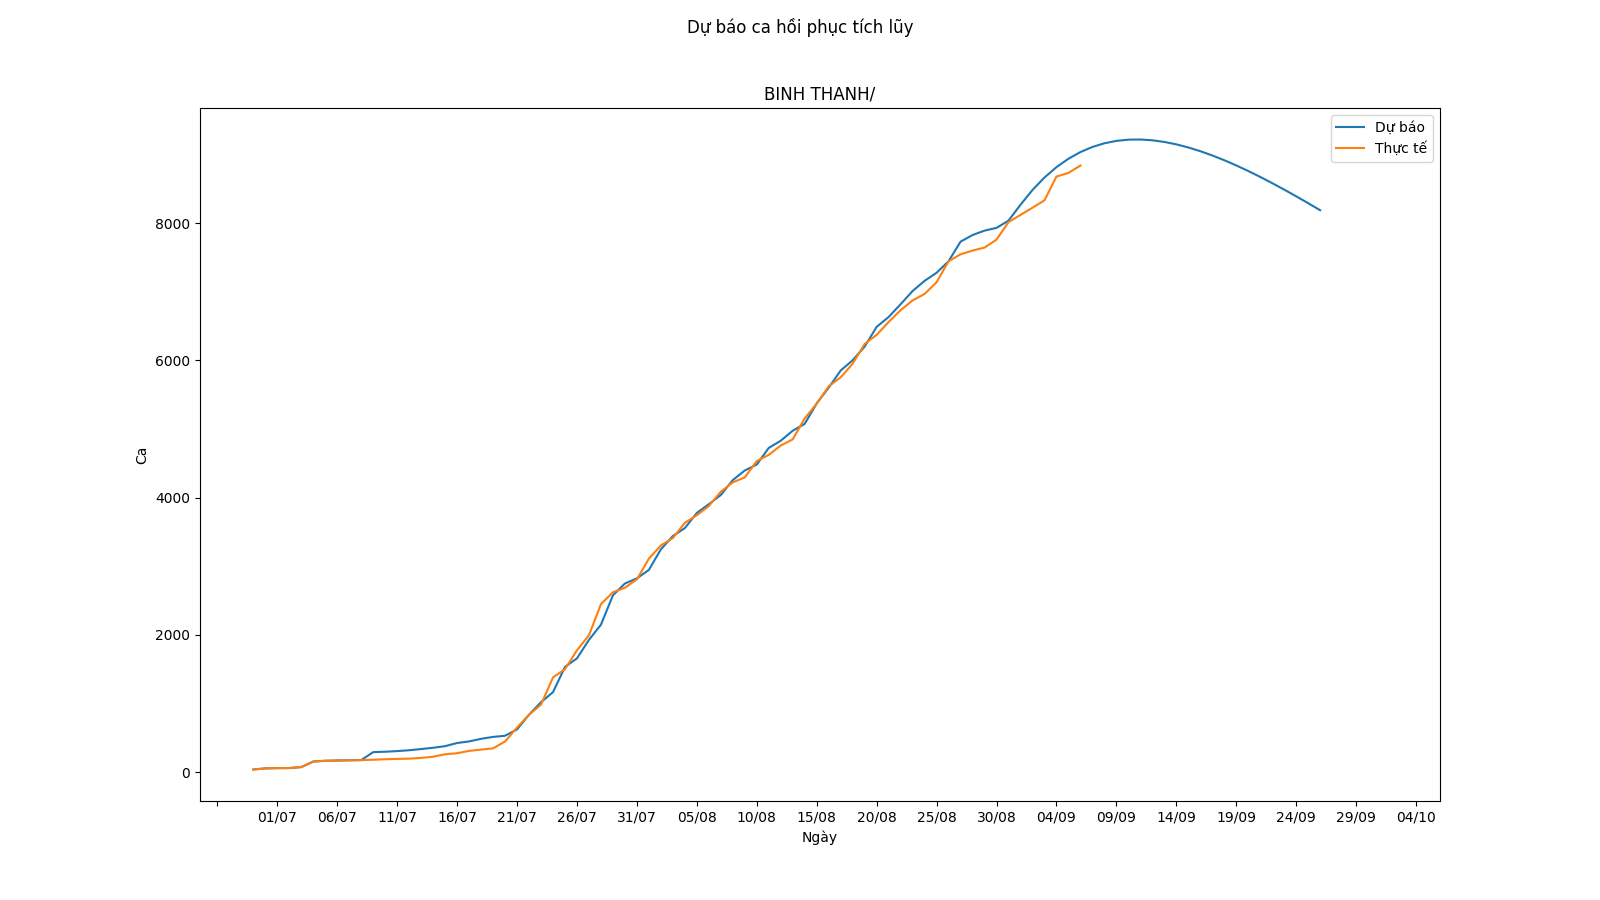 Dự báo ca hồi phục tích lũy
BINH THANH/
Dự báo
Thực tế
8000
6000
4000
2000
0
Ca
01/07 06/07 11/07 16/07 21/07 26/07 31/07 05/08 10/08 15/08 20/08 25/08 30/08 04/09 09/09 14/09 19/09 24/09 29/09 04/10
Ngày